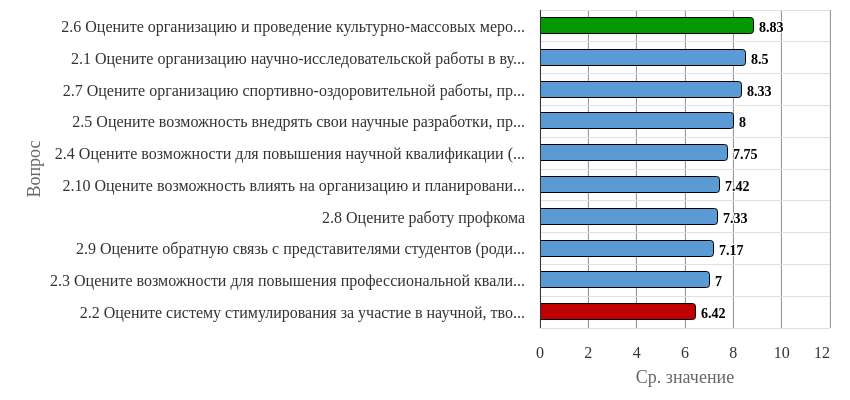 2.6 Оцените организацию и проведение культурно-массовых меро... 8.83
2.1 Оцените организацию научно-исследовательской работы в ву... 8.5
2.7 Оцените организацию спортивно-оздоровительной работы, пр... 8.33
2.5 Оцените возможность внедрять свои научные разработки, пр... 8
2.4 Оцените возможности для повышения научной квалификации (... 7.75
2.10 Оцените возможность влиять на организацию и планировани... 7.42
2.8 Оцените работу профкома 7.33
2.9 Оцените обратную связь с представителями студентов (роди... 7.17
2.3 Оцените возможности для повышения профессиональной квали... 7
2.2 Оцените систему стимулирования за участие в научной, тво... 6.42
Вопрос
0 2 4 6 8 10 12
Ср. значение